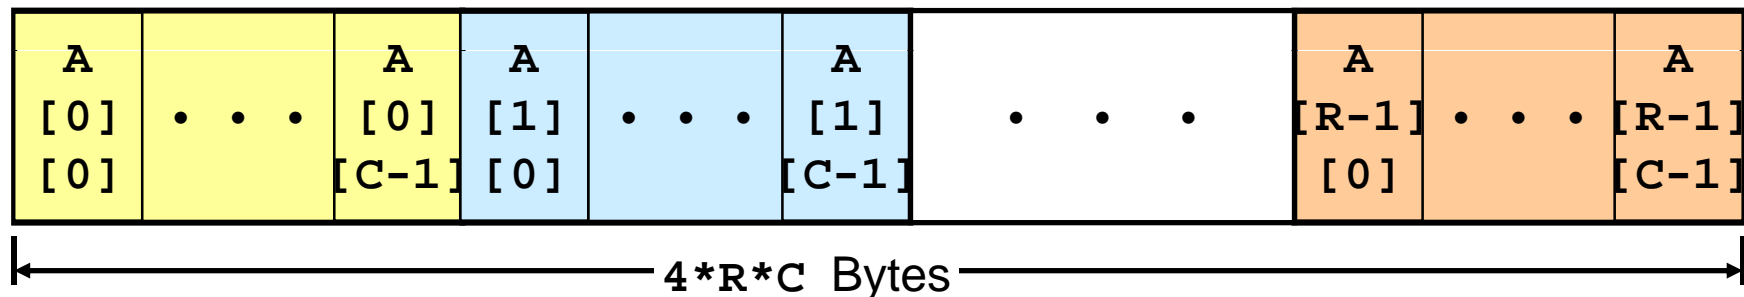 A A A A A A
[0] • • • [0] [1] • • • [1] • • • [R-1] • • • [R-1]
[0] [C-1] [0] [C-1] [0] [C-1]
4*R*C Bytes